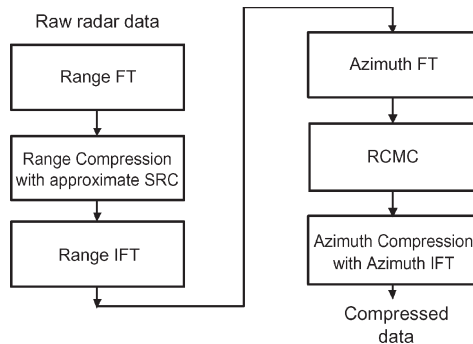 Raw radar data
Range FT
Range Compression
with approximate SRC
Range IFT
Azimuth FT
RCMC
Azimuth Compression
with Azimuth IFT
Compressed
data